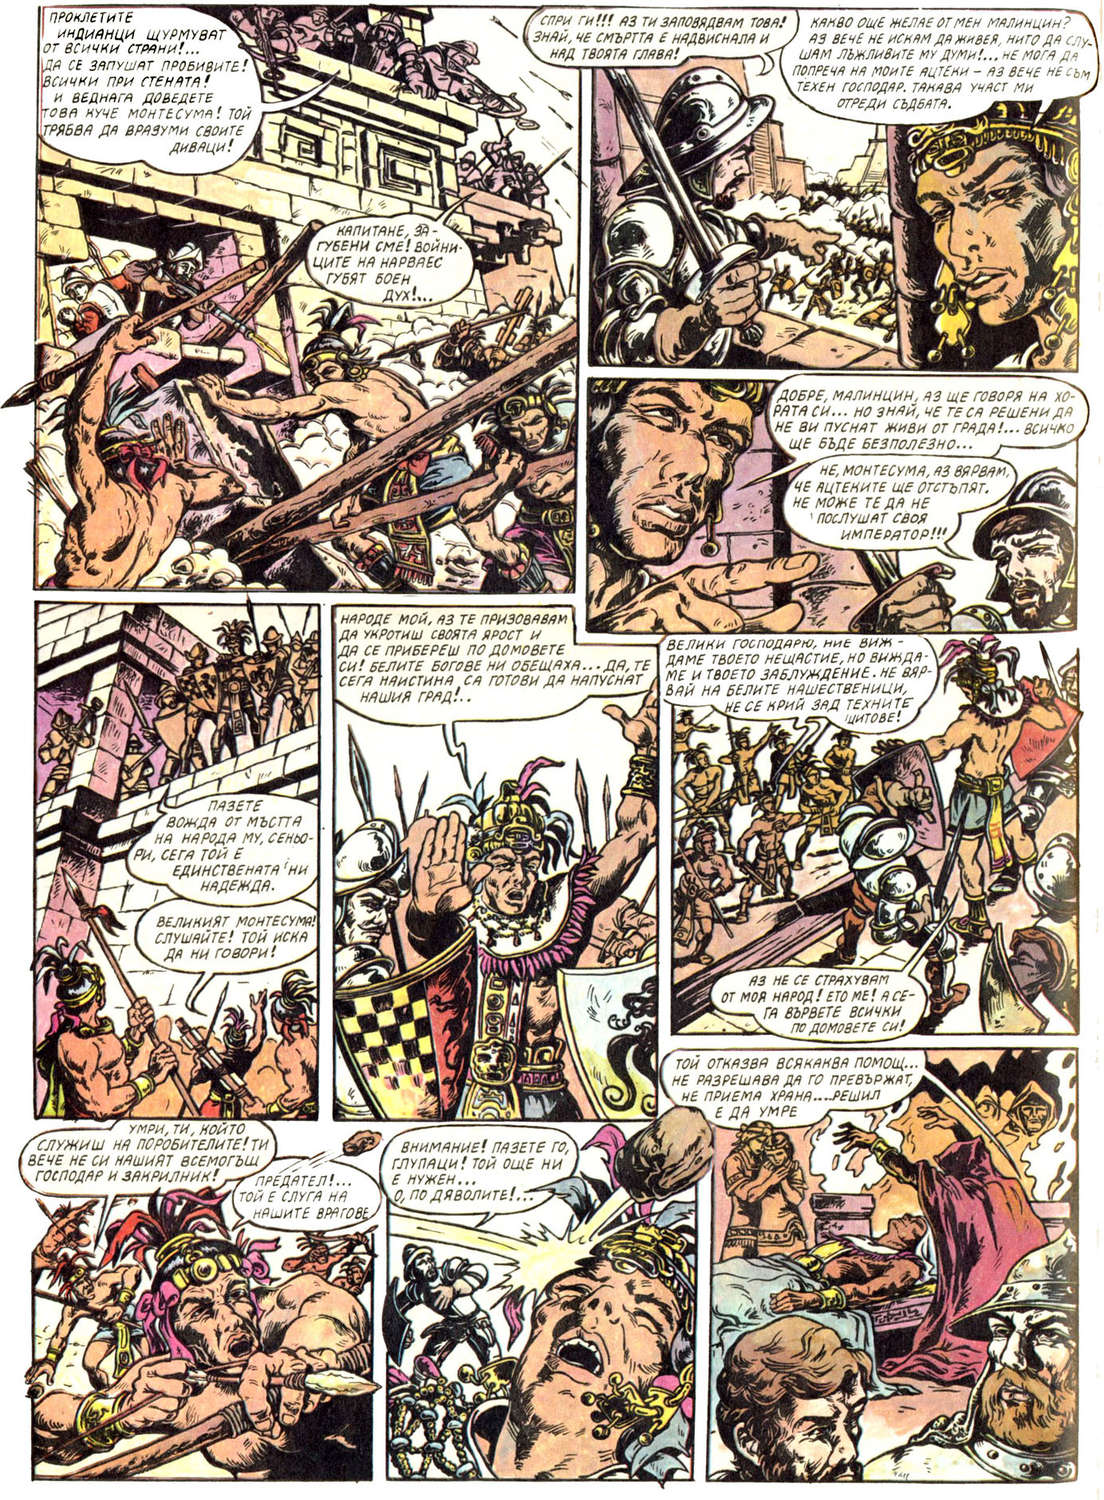 ПРОКЛЕТИТЕ
ИНДИАНЦИ ЩУРМУВАТ
ОТ ВСИЧКИ СТРАНИ!...
ДА СЕ ЗАПУШАТ ПРОБИВИТЕ!
ВСИЧКИ ПРИ СТЕНАТА!
И ВЕДНАГА ДОВЕДЕТЕ
ТОВА КУЧЕ МОНТЕСУМА! ТОЙ
ТРЯБВА ДА ВРАЗУМИ СВОИТЕ
ДИВАЦИ!
КАПИТАНЕ, ЗА-
ГУБЕНИ СМЕ! ВОЙНИ-
ЦИТЕ НА НАРВАЕС
ГУБЯТ БОЕН
ДУХ!...
СПРИ ГИ!!! АЗ ТИ ЗАПОВЯДВАМ ТОВА!
ЗНАЙ, ЧЕ СМЪРТТА Е НАДВИСНАЛА И
НАД ТВОЯТА ГЛАВА!
КАКВО ОЩЕ ЖЕЛАЕ ОТ МЕН МАЛИНЦИН?
АЗ ВЕЧЕ НЕ ИСКАМ ДА ЖИВЕЯ, НИТО ДА СЛУ-
ШАМ ЛЪЖЛИВИТЕ МУ ДУМИ!... НЕ МОГА ДА
ПОПРЕЧА НА МОИТЕ АЦТЕКИ – АЗ ВЕЧЕ НЕ СЪМ
ТЕХЕН ГОСПОДАР. ТАКАВА УЧАСТ МИ
ОТРЕДИ СЪДБАТА.
ДОБРЕ, МАЛИНЦИН, АЗ ЩЕ ГОВОРЯ НА ХО-
РАТА СИ... НО ЗНАЙ, ЧЕ ТЕ СА РЕШЕНИ ДА
НЕ ВИ ПУСНАТ ЖИВИ ОТ ГРАДА!... ВСИЧКО
ЩЕ БЪДЕ БЕЗПОЛЕЗНО...
НЕ, МОНТЕСУМА, АЗ ВЯРВАМ,
ЧЕ АЦТЕКИТЕ ЩЕ ОТСТЪПЯТ.
НЕ МОЖЕ ТЕ ДА НЕ
ПОСЛУШАТ СВОЯ
ИМПЕРАТОР!!!
ПАЗЕТЕ
ВОЖДА ОТ МЪСТТА
НА НАРОДА МУ, СЕНЬО-
РИ, СЕГА ТОЙ Е
ЕДИНСТВЕНАТА НИ
НАДЕЖДА.
ВЕЛИКИЯТ МОНТЕСУМА!
СЛУШАЙТЕ! ТОЙ ИСКА
ДА НИ ГОВОРИ!
НАРОДЕ МОЙ, АЗ ТЕ ПРИЗОВАВАМ
ДА УКРОТИШ СВОЯТА ЯРОСТ И
ДА СЕ ПРИБЕРЕШ ПО ДОМОВЕТЕ
СИ! БЕЛИТЕ БОГОВЕ НИ ОБЕЩАХА... ДА, ТЕ
СЕГА НАИСТИНА СА ГОТОВИ ДА НАПУСНАТ
НАШИЯ ГРАД!...
ВЕЛИКИ ГОСПОДАРЮ, НИЕ ВИЖ-
ДАМЕ ТВОЕТО НЕЩАСТИЕ, НО ВИЖДА-
МЕ И ТВОЕТО ЗАБЛУЖДЕНИЕ. НЕ ВЯР-
ВАЙ НА БЕЛИТЕ НАШЕСТВЕНИЦИ,
НЕ СЕ КРИЙ ЗАД ТЕХНИТЕ
ЩИТОВЕ!
АЗ НЕ СЕ СТРАХУВАМ
ОТ МОЯ НАРОД! ЕТО МЕ! А СЕ-
ГА ВЪРВЕТЕ ВСИЧКИ
ПО ДОМОВЕТЕ СИ!
УМРИ, ТИ, КОЙТО
СЛУЖИШ НА ПОРОБИТЕЛИТЕ! ТИ
ВЕЧЕ НЕ СИ НАШИЯТ ВСЕМОГЪЩ
ГОСПОДАР И ЗАКРИЛНИК!
ПРЕДАТЕЛ!...
ТОЙ Е СЛУГА НА
НАШИТЕ ВРАГОВЕ
ВНИМАНИЕ! ПАЗЕТЕ ГО,
ГЛУПАЦИ! ТОЙ ОЩЕ НИ
Е НУЖЕН...
О, ПО ДЯВОЛИТЕ!...
ТОЙ ОТКАЗВА ВСЯКАКВА ПОМОЩ...
НЕ РАЗРЕШАВА ДА ГО ПРЕВЪРЖАТ,
НЕ ПРИЕМА ХРАНА....РЕШИЛ
Е ДА УМРЕ